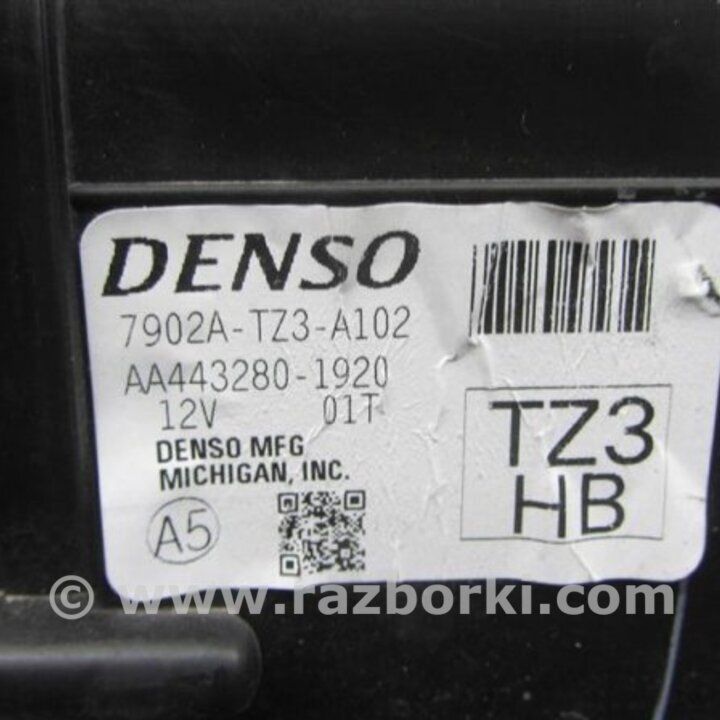 DENSO
7902A-TZ3-A102
AA443280-1920
12V 01T
DENSO MFG
MICHIGAN, INC.
A5
TZ3
HB
© www.razborki.com